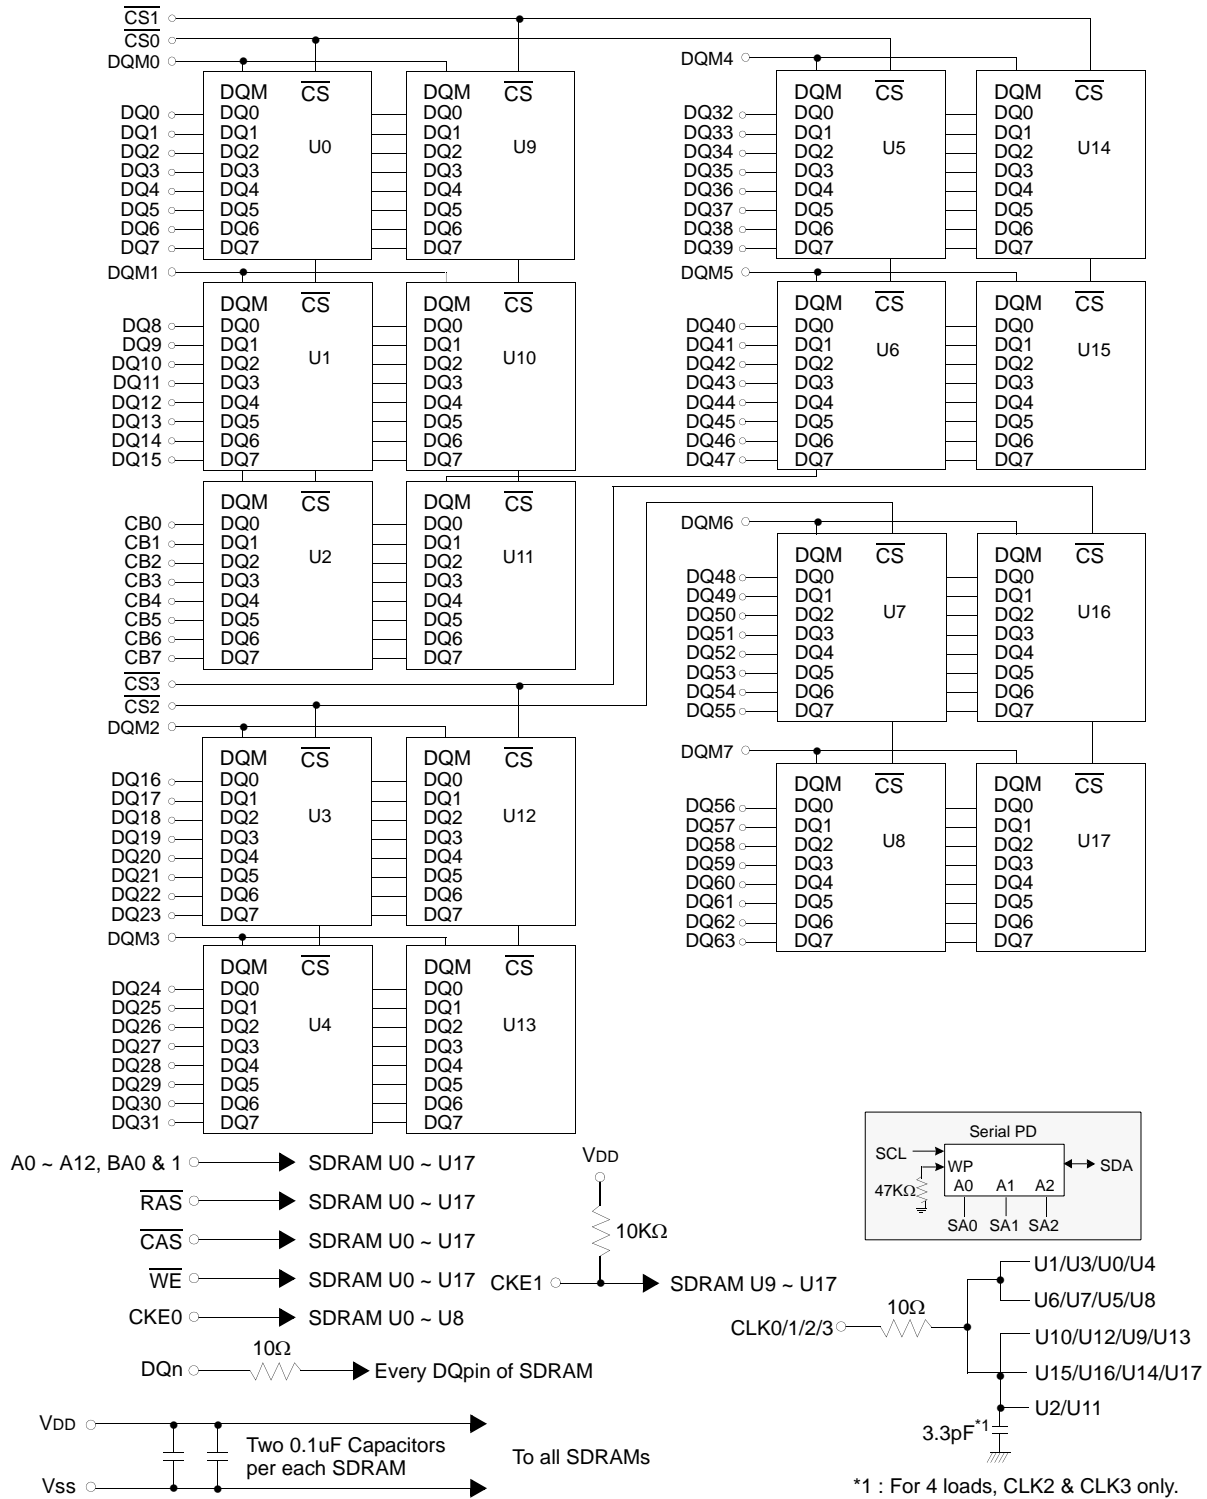 CS1
CS0
DQM0
DQM CS
DQ0 DQ0
DQ1 DQ1
DQ2 DQ2
DQ3 DQ3
DQ4 DQ4
DQ5 DQ5
DQ6 DQ6
DQ7 DQ7
U0
DQM CS
DQ0
DQ1
DQ2
DQ3
DQ4
DQ5
DQ6
DQ7
U9
DQM1
DQM CS
DQ8 DQ0
DQ9 DQ1
DQ10 DQ2
DQ11 DQ3
DQ12 DQ4
DQ13 DQ5
DQ14 DQ6
DQ15 DQ7
U1
DQM CS
DQ0
DQ1
DQ2
DQ3
DQ4
DQ5
DQ6
DQ7
U10
DQM CS
CB0 DQ0
CB1 DQ1
CB2 DQ2
CB3 DQ3
CB4 DQ4
CB5 DQ5
CB6 DQ6
CB7 DQ7
U2
DQM CS
DQ0
DQ1
DQ2
DQ3
DQ4
DQ5
DQ6
DQ7
U11
CS3
CS2
DQM2
DQM CS
DQ16 DQ0
DQ17 DQ1
DQ18 DQ2
DQ19 DQ3
DQ20 DQ4
DQ21 DQ5
DQ22 DQ6
DQ23 DQ7
U3
DQM CS
DQ0
DQ1
DQ2
DQ3
DQ4
DQ5
DQ6
DQ7
U12
DQM3
DQM CS
DQ24 DQ0
DQ25 DQ1
DQ26 DQ2
DQ27 DQ3
DQ28 DQ4
DQ29 DQ5
DQ30 DQ6
DQ31 DQ7
U4
DQM CS
DQ0
DQ1
DQ2
DQ3
DQ4
DQ5
DQ6
DQ7
U13
DQM4
DQM CS
DQ32 DQ0
DQ33 DQ1
DQ34 DQ2
DQ35 DQ3
DQ36 DQ4
DQ37 DQ5
DQ38 DQ6
DQ39 DQ7
U5
DQM CS
DQ0
DQ1
DQ2
DQ3
DQ4
DQ5
DQ6
DQ7
U14
DQM5
DQM CS
DQ40 DQ0
DQ41 DQ1
DQ42 DQ2
DQ43 DQ3
DQ44 DQ4
DQ45 DQ5
DQ46 DQ6
DQ47 DQ7
U6
DQM CS
DQ0
DQ1
DQ2
DQ3
DQ4
DQ5
DQ6
DQ7
U15
DQM6
DQM CS
DQ48 DQ0
DQ49 DQ1
DQ50 DQ2
DQ51 DQ3
DQ52 DQ4
DQ53 DQ5
DQ54 DQ6
DQ55 DQ7
U7
DQM CS
DQ0
DQ1
DQ2
DQ3
DQ4
DQ5
DQ6
DQ7
U16
DQM7
DQM CS
DQ56 DQ0
DQ57 DQ1
DQ58 DQ2
DQ59 DQ3
DQ60 DQ4
DQ61 DQ5
DQ62 DQ6
DQ63 DQ7
U8
DQM CS
DQ0
DQ1
DQ2
DQ3
DQ4
DQ5
DQ6
DQ7
U17
A0 ~ A12, BA0 & 1 SDRAM U0 ~ U17
RAS SDRAM U0 ~ U17
CAS SDRAM U0 ~ U17
WE SDRAM U0 ~ U17
CKE0 SDRAM U0 ~ U8
10Ω
DQn Every DQpin of SDRAM
VDD
Two 0.1uF Capacitors
per each SDRAM
To all SDRAMs
Vss
VDD
10KΩ
CKE1 SDRAM U9 ~ U17
Serial PD
SCL
WP
SDA
47KΩ
A0 A1 A2
SA0 SA1 SA2
10Ω
CLK0/1/2/3
U1/U3/U0/U4
U6/U7/U5/U8
U10/U12/U9/U13
U15/U16/U14/U17
U2/U11
3.3pF*1
*1 : For 4 loads, CLK2 & CLK3 only.